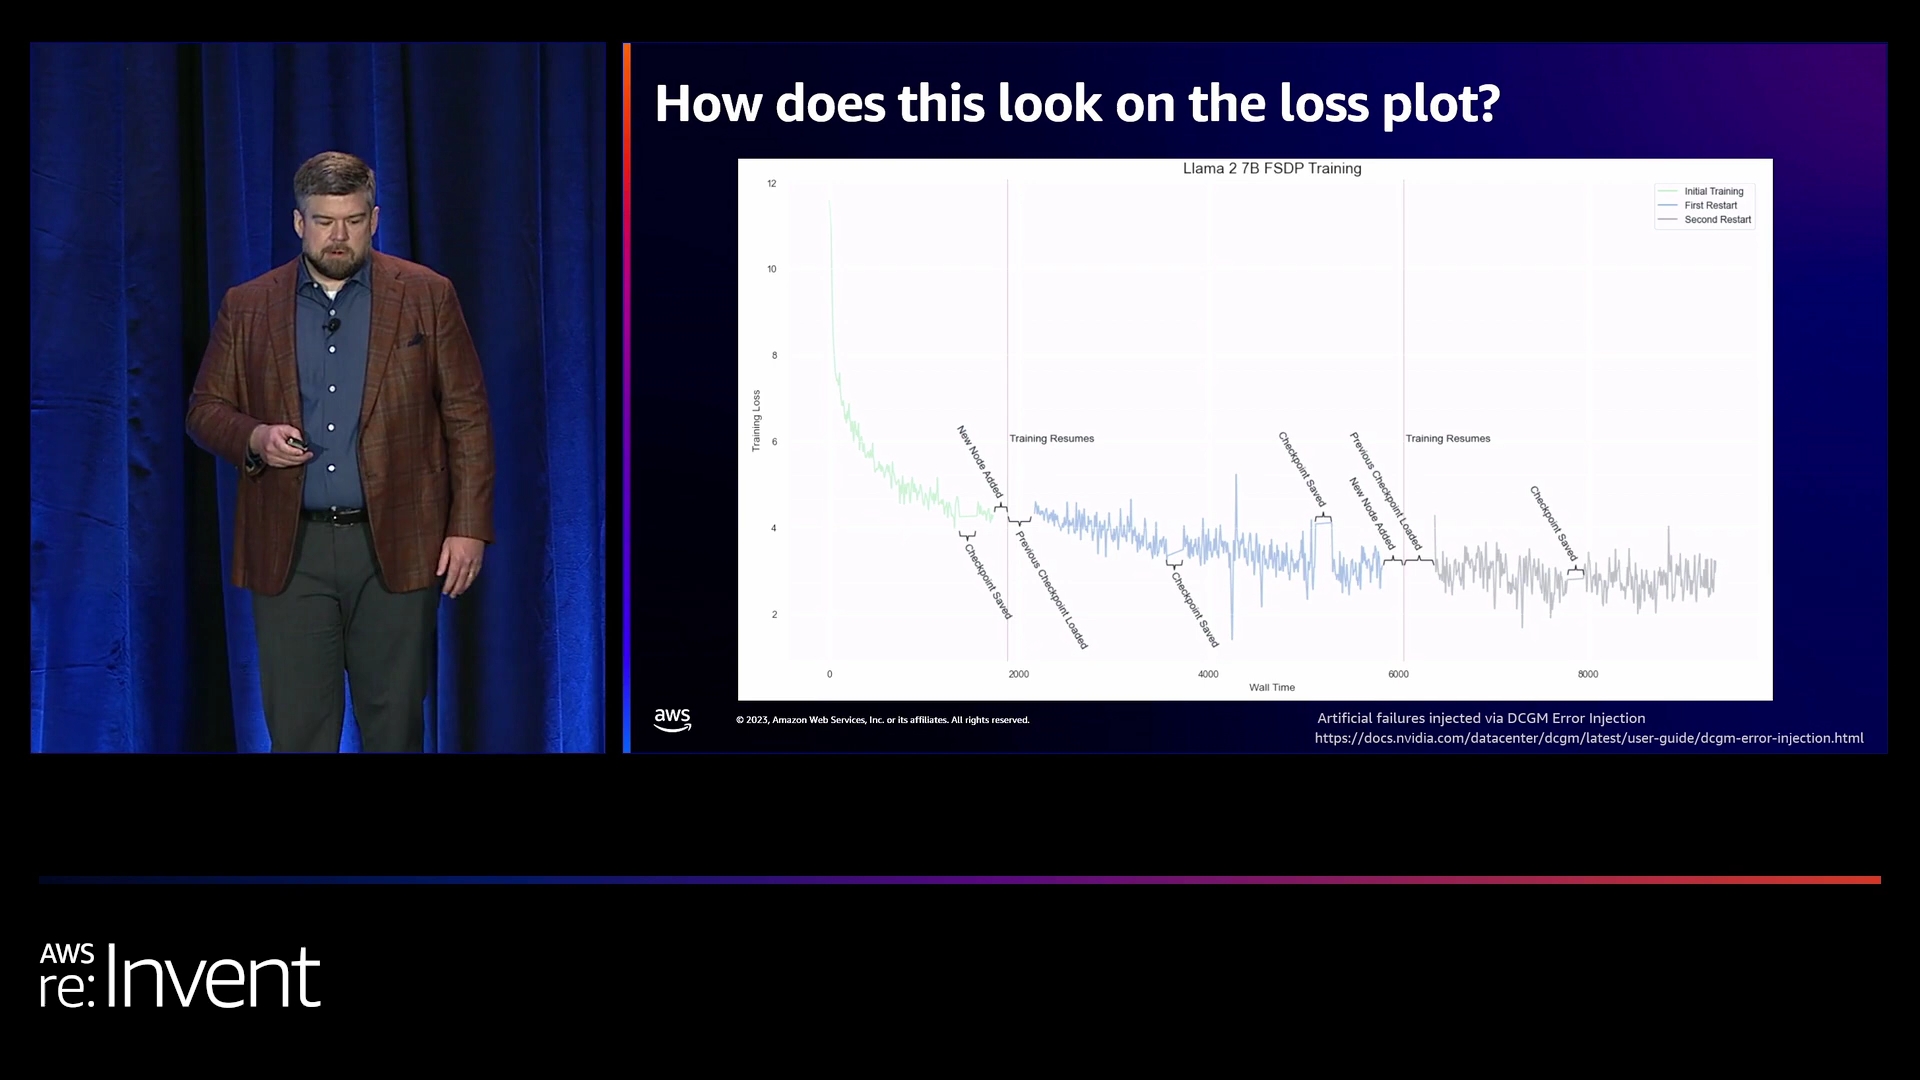 How does this look on the loss plot?
Llama 2 7B FSDP Training
12
10
8
6
4
2
Training Loss
Initial Training
First Restart
Second Restart
New Node Added
Training Resumes
Checkpoint Saved
Previous Checkpoint Loaded
Checkpoint Saved
Checkpoint Saved
Previous Checkpoint Loaded
New Node Added
Training Resumes
Checkpoint Saved
0
2000
4000
6000
8000
Wall Time
aws
© 2023, Amazon Web Services, Inc. or its affiliates. All rights reserved.
Artificial failures injected via DCGM Error Injection
https://docs.nvidia.com/datacenter/dcgm/latest/user-guide/dcgm-error-injection.html
AWS
re:Invent